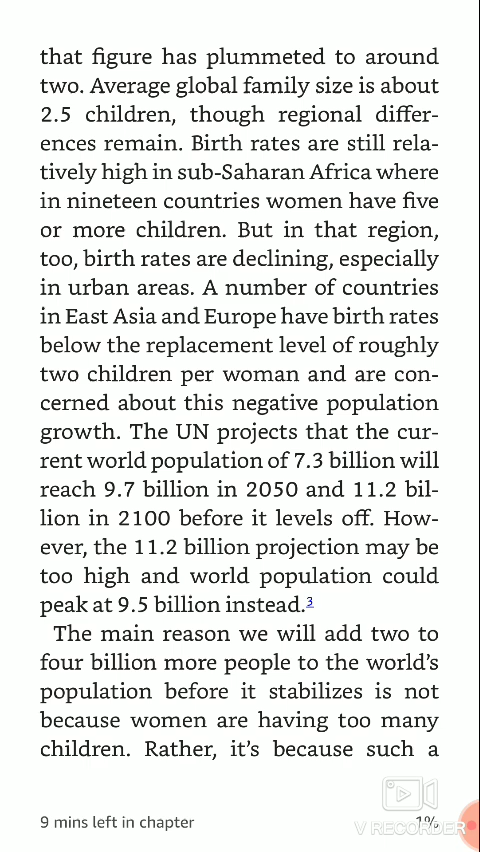 that figure has plummeted to around
two. Average global family size is about
2.5 children, though regional differ-
ences remain. Birth rates are still rela-
tively high in sub-Saharan Africa where
in nineteen countries women have five
or more children. But in that region,
too, birth rates are declining, especially
in urban areas. A number of countries
in East Asia and Europe have birth rates
below the replacement level of roughly
two children per woman and are con-
cerned about this negative population
growth. The UN projects that the cur-
rent world population of 7.3 billion will
reach 9.7 billion in 2050 and 11.2 bil-
lion in 2100 before it levels off. How-
ever, the 11.2 billion projection may be
too high and world population could
peak at 9.5 billion instead.3
The main reason we will add two to
four billion more people to the world's
population before it stabilizes is not
because women are having too many
children. Rather, it's because such a
9 mins left in chapter 1%
V RECORDER